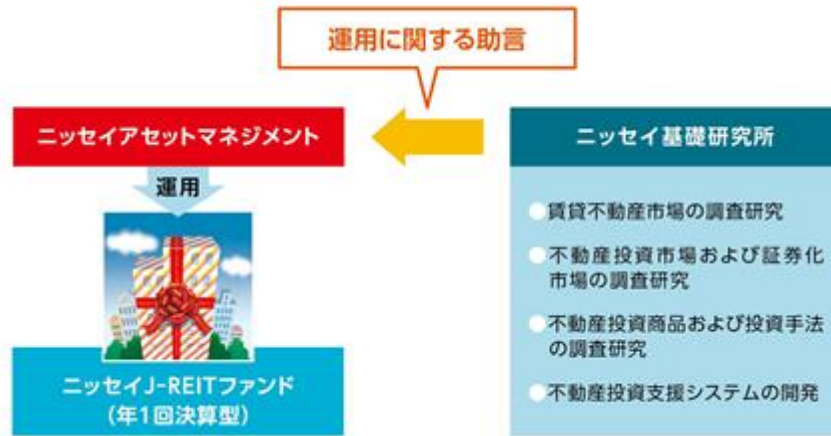 運用に関する助言
ニッセイアセットマネジメント
運用
ニッセイJ-REITファンド
(年1回決算型)
ニッセイ基礎研究所
賃貸不動産市場の調査研究
不動産投資市場および証券化
市場の調査研究
不動産投資商品および投資手法
の調査研究
不動産投資支援システムの開発